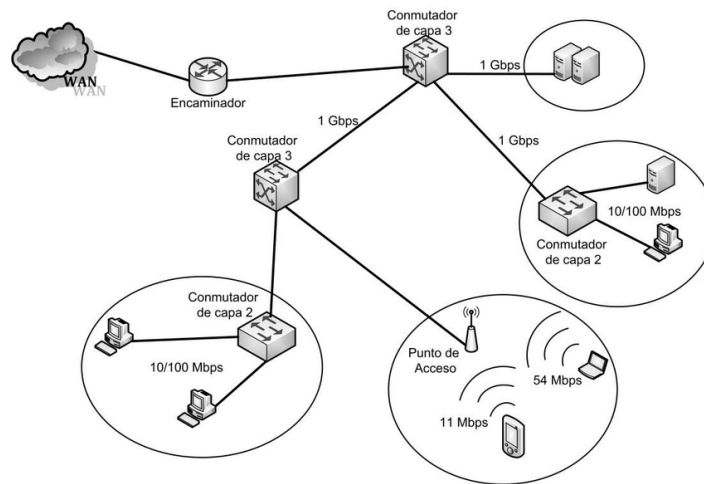 Conmutador
de capa 3
1 Gbps
WAN
WAN
Encaminador
1 Gbps
1 Gbps
Conmutador
de capa 3
10/100 Mbps
Conmutador
de capa 2
Conmutador
de capa 2
10/100 Mbps
Punto de
Acceso
54 Mbps
11 Mbps